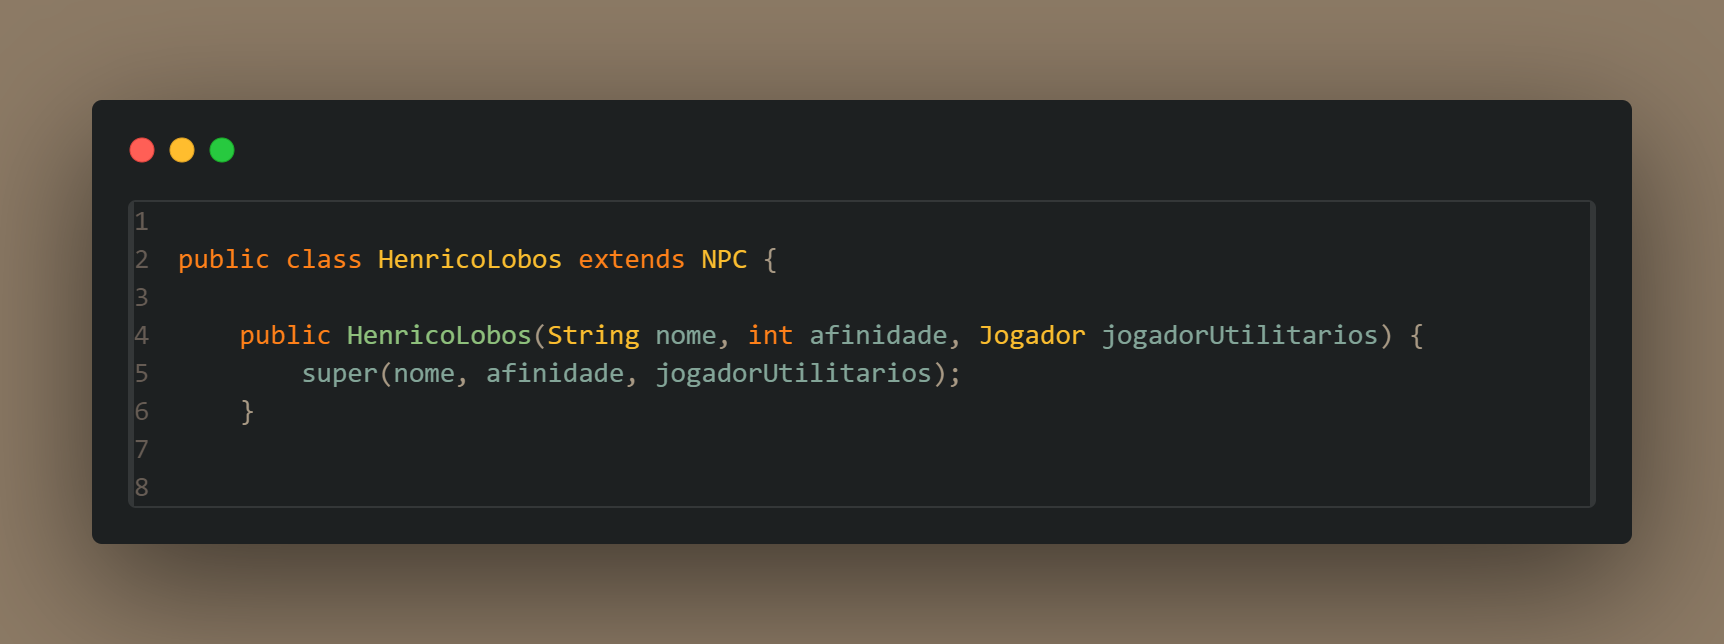 1
2 public class HenricoLobos extends NPC {
3
4     public HenricoLobos(String nome, int afinidade, Jogador jogadorUtilitarios) {
5         super(nome, afinidade, jogadorUtilitarios);
6     }
7
8